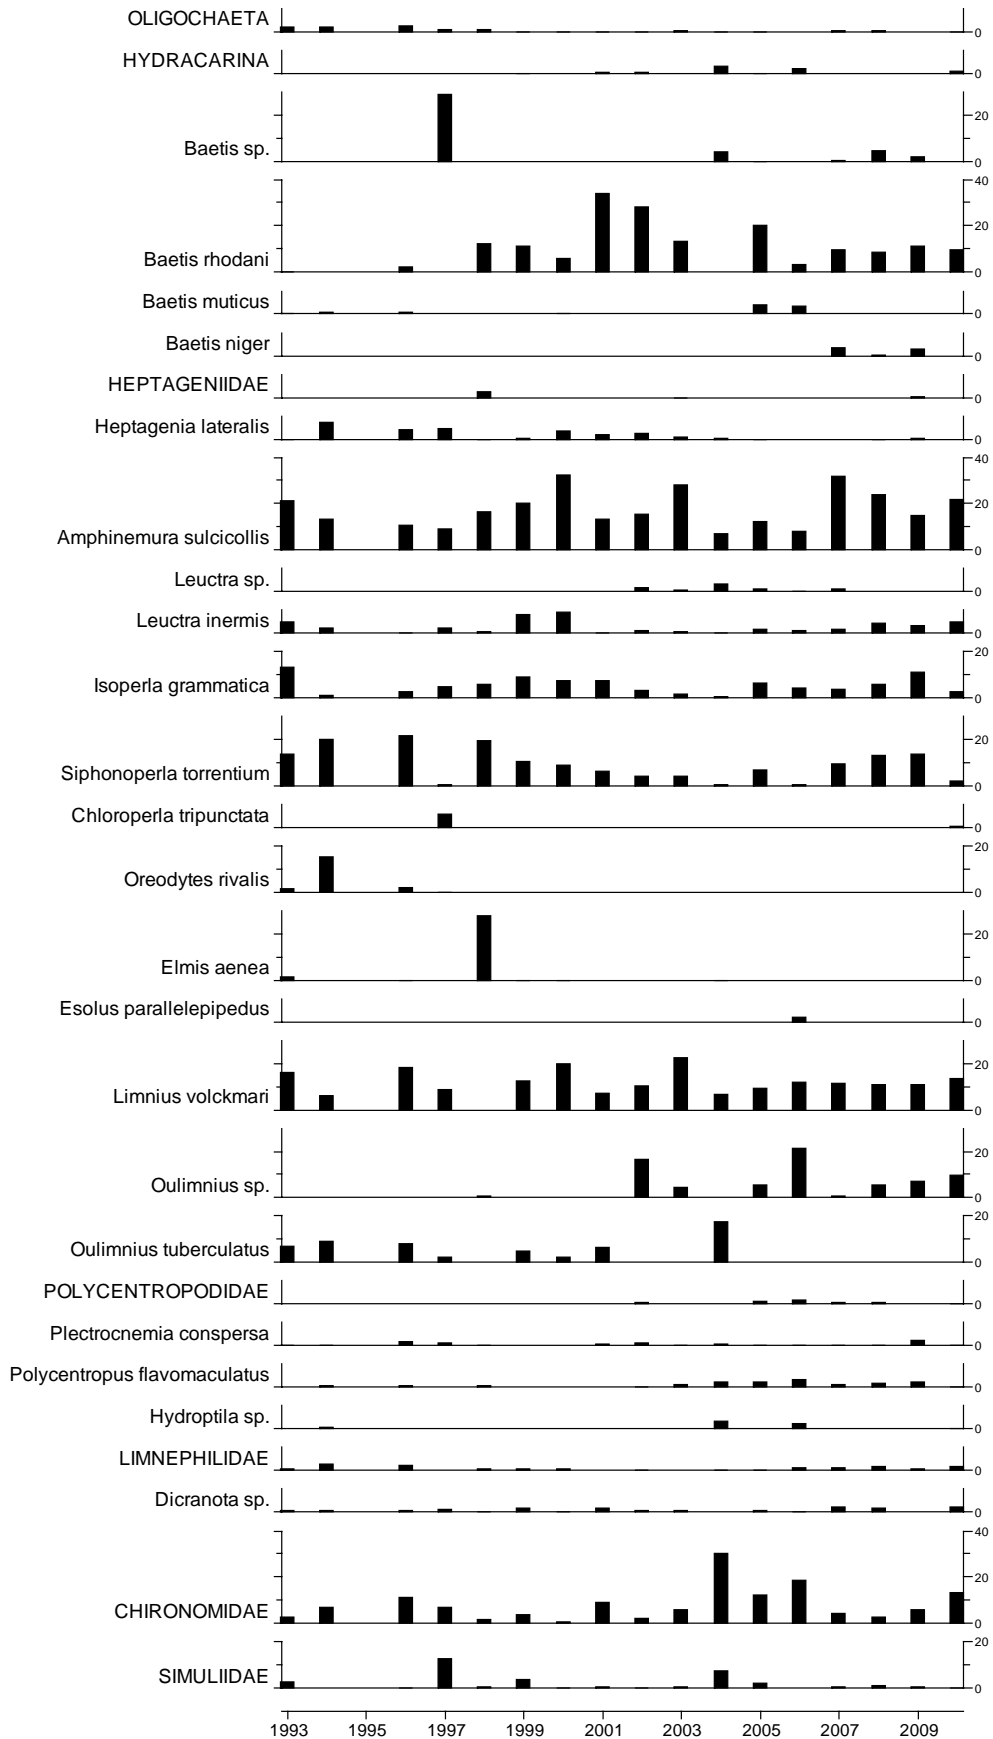 OLIGOCHAETA 0
HYDRACARINA 0
20
Baetis sp. 0
40
20
Baetis rhodani 0
Baetis muticus 0
Baetis niger 0
HEPTAGENIIDAE 0
Heptagenia lateralis 0
40
20
Amphinemura sulcicollis 0
Leuctra sp. 0
Leuctra inermis 0
20
Isoperla grammatica 0
20
Siphonoperla torrentium 0
Chloroperla tripunctata 0
20
Oreodytes rivalis 0
20
Elmis aenea 0
Esolus parallelepipedus 0
20
Limnius volckmari 0
20
Oulimnius sp. 0
20
Oulimnius tuberculatus 0
POLYCENTROPODIDAE 0
Plectrocnemia conspersa 0
Polycentropus flavomaculatus 0
Hydroptila sp. 0
LIMNEPHILIDAE 0
Dicranota sp. 0
40
20
CHIRONOMIDAE 0
20
SIMULIIDAE 0
1993 1995 1997 1999 2001 2003 2005 2007 2009